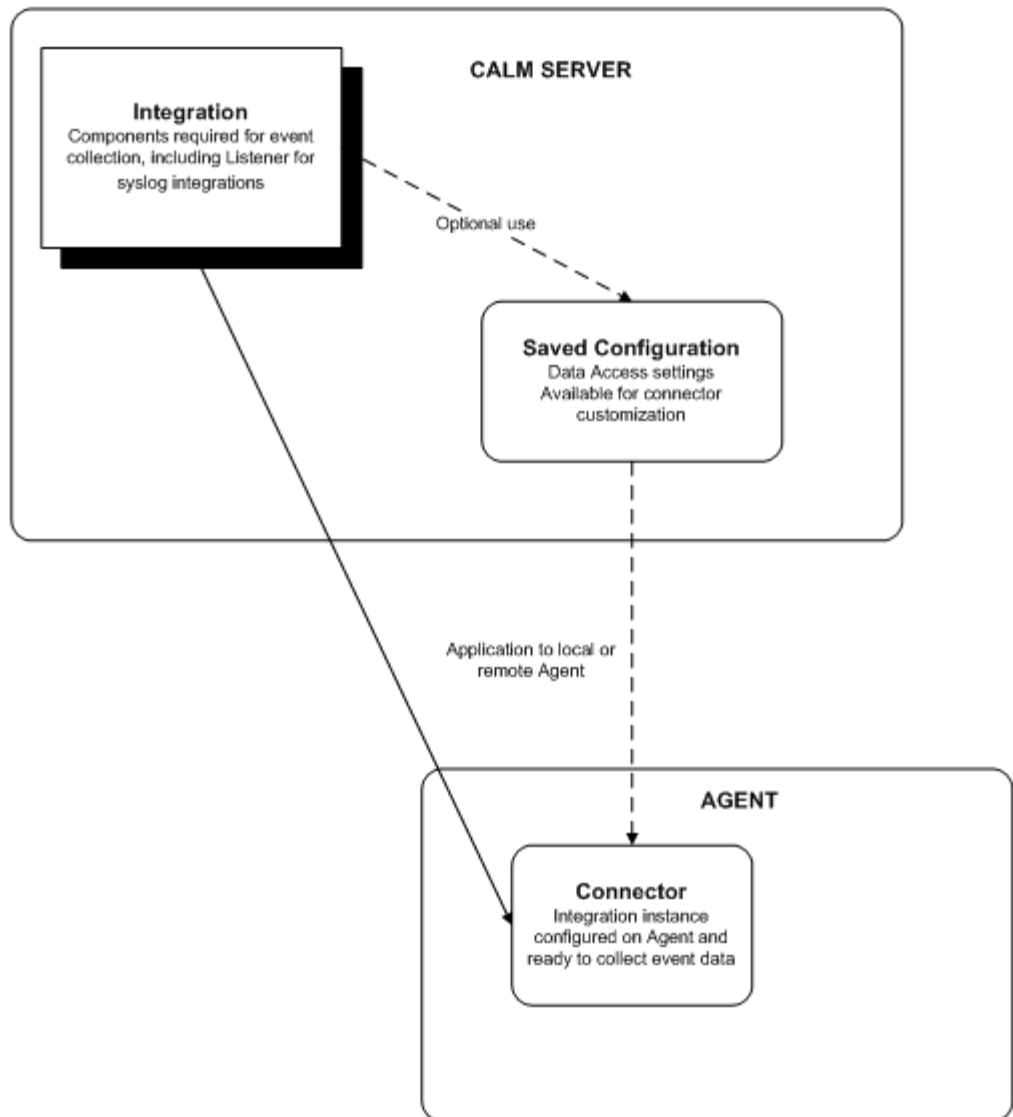 CALM SERVER
Integration
Components required for event
collection, including Listener for
syslog integrations
Optional use
Saved Configuration
Data Access settings
Available for connector
customization
Application to local or
remote Agent
AGENT
Connector
Integration instance
configured on Agent and
ready to collect event data